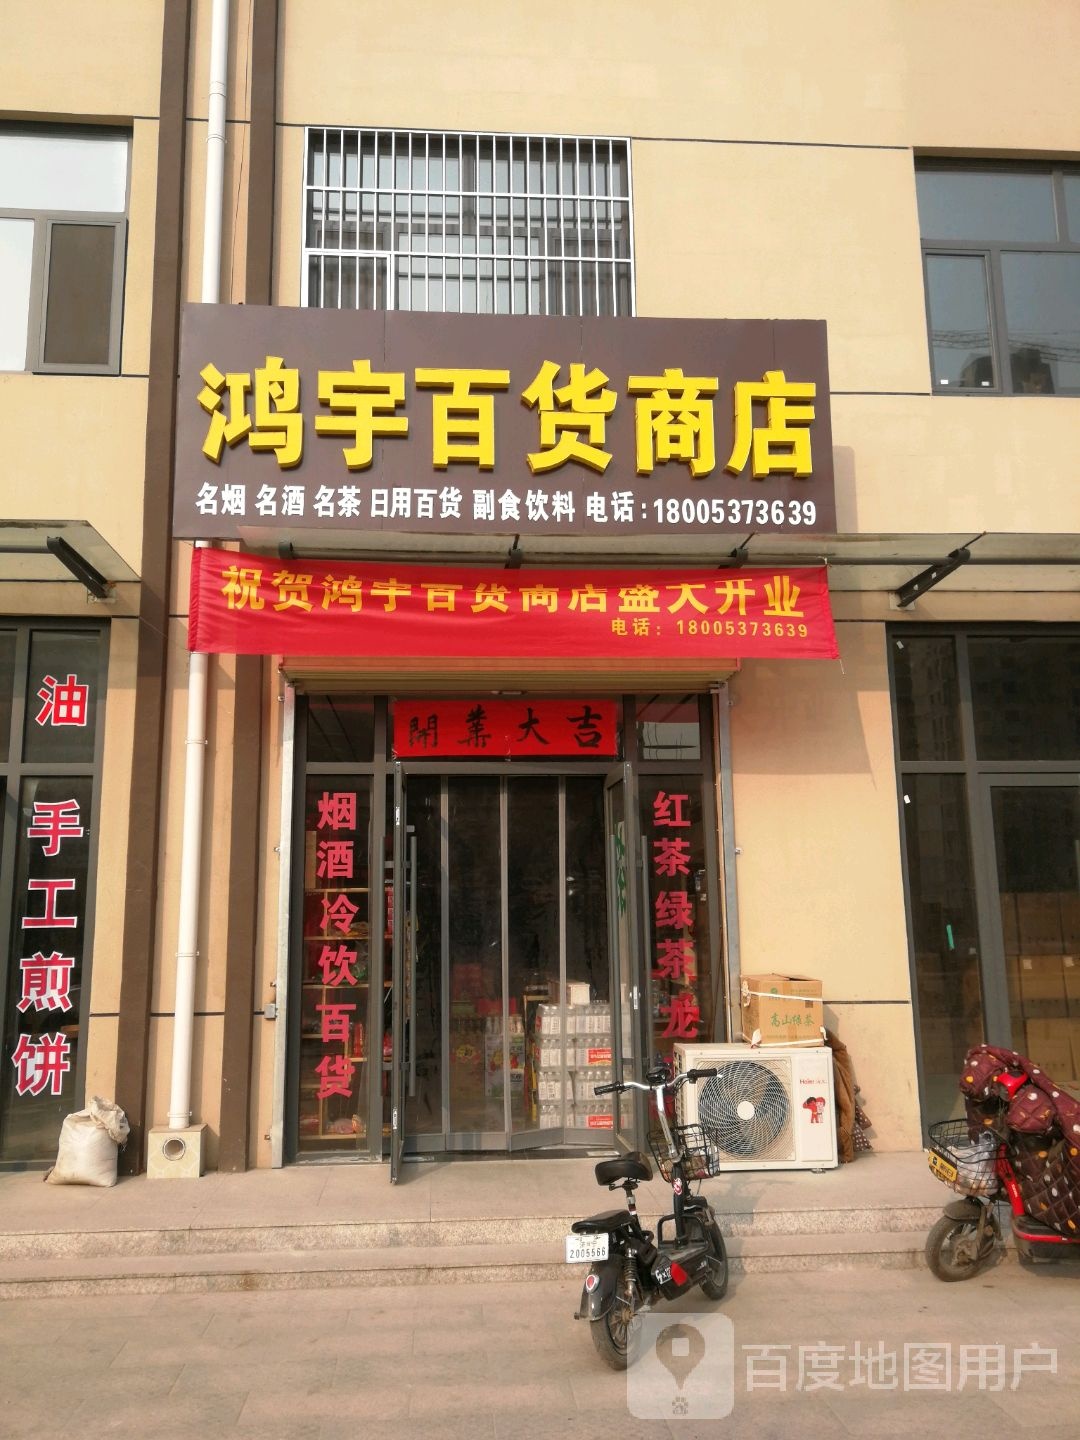 鸿宇百货商店
名烟 名酒 名茶 日用百货 副食饮料 电话:18005373639
祝贺鸿宇百货商店盛大开业
电话: 18005373639
開業大吉
油 手工煎饼
烟酒冷饮百货
红茶绿茶龙
高山绿茶
Haier
2005566
百度地图用户